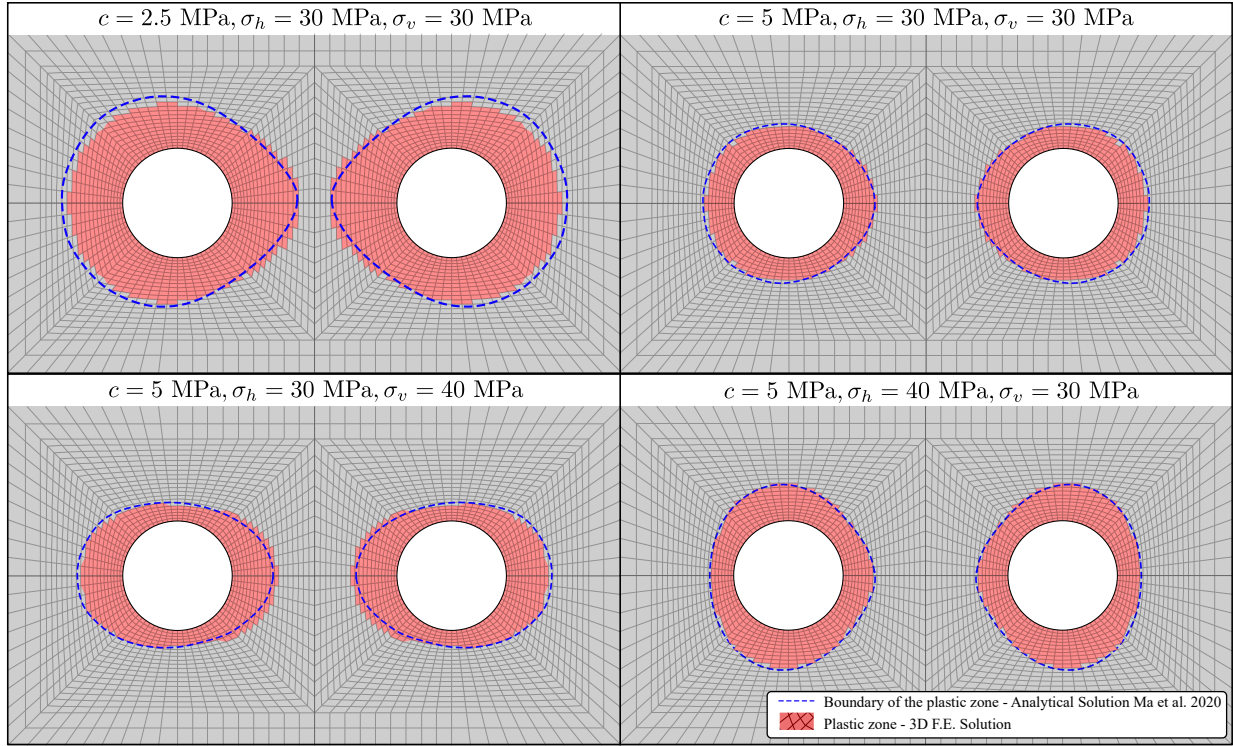 c = 2.5 MPa, σ_h = 30 MPa, σ_v = 30 MPa
c = 5 MPa, σ_h = 30 MPa, σ_v = 30 MPa
c = 5 MPa, σ_h = 30 MPa, σ_v = 40 MPa
c = 5 MPa, σ_h = 40 MPa, σ_v = 30 MPa
Boundary of the plastic zone - Analytical Solution Ma et al. 2020
Plastic zone - 3D F.E. Solution